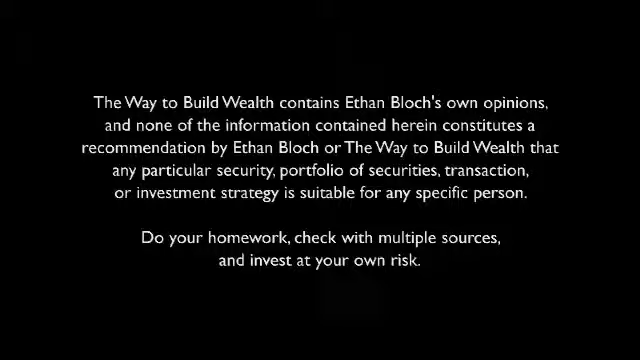 The Way to Build Wealth contains Ethan Bloch's own opinions,
and none of the information contained herein constitutes a
recommendation by Ethan Bloch or The Way to Build Wealth that
any particular security, portfolio of securities, transaction,
or investment strategy is suitable for any specific person.
Do your homework, check with multiple sources,
and invest at your own risk.